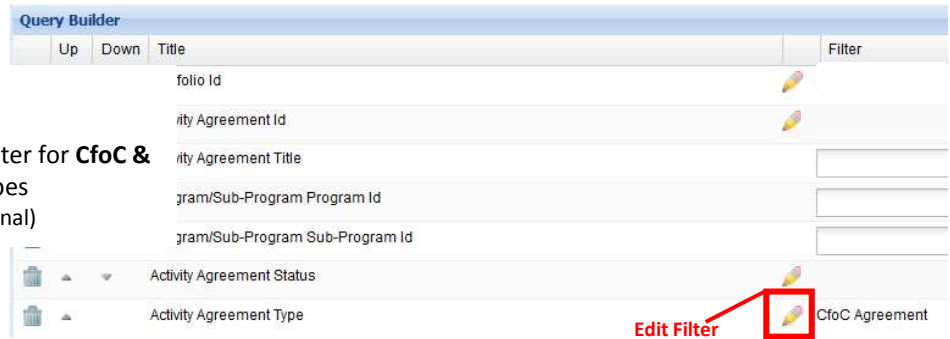 Query Builder
Up Down Title Filter
folio Id
Agreement Id
ter for CfoC & vity Agreement Title
pes
gram/Sub-Program Program Id
nal)
gram/Sub-Program Sub-Program Id
Activity Agreement Status
Activity Agreement Type CfoC Agreement
Edit Filter